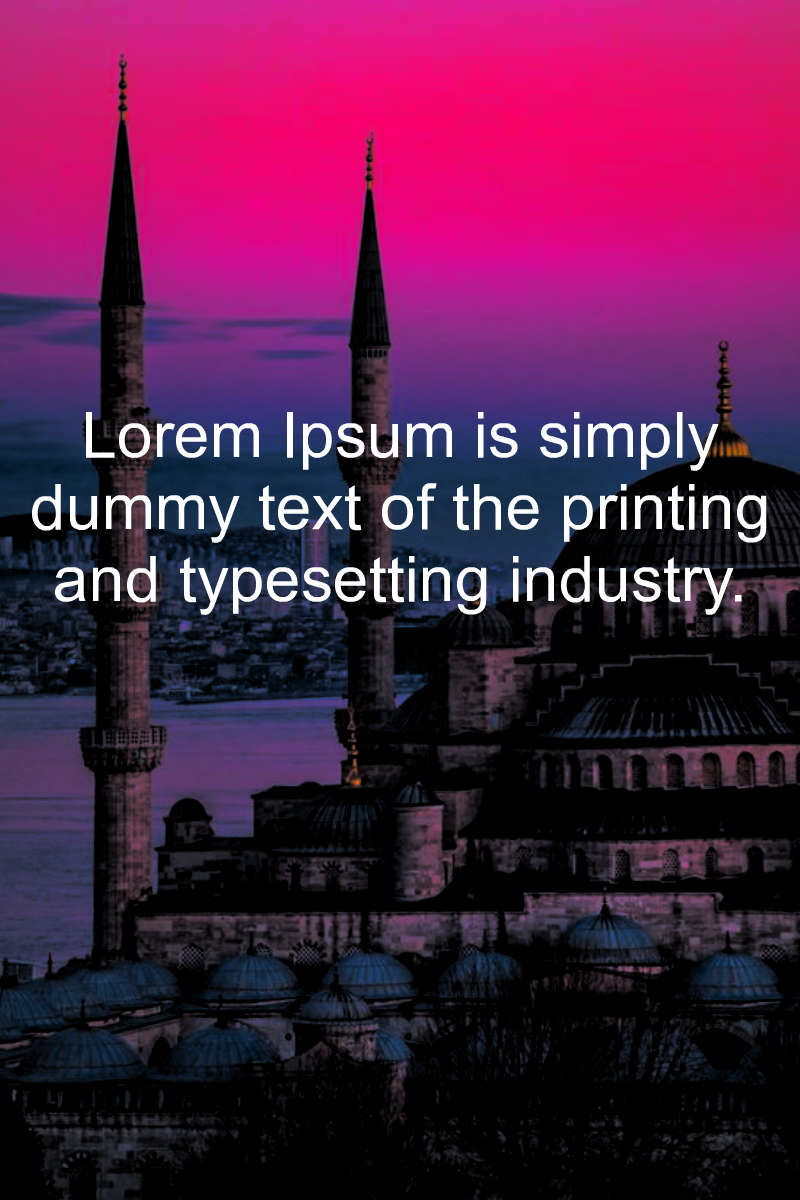 Lorem Ipsum is simply
dummy text of the printing
and typesetting industry.